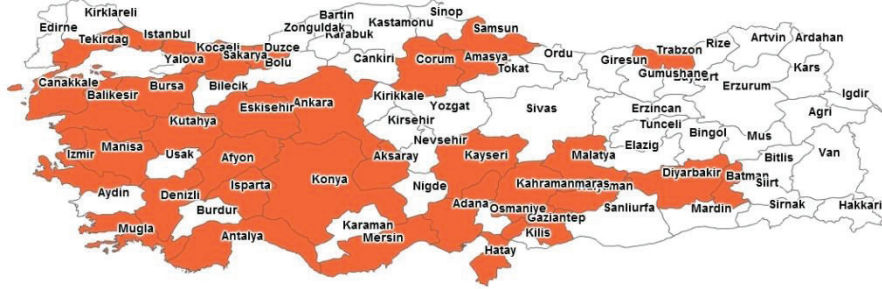 Kirklareli
Edirne
Tekirdag
Istanbul
Kocaeli
Yalova
Sakarya
Duzce
Bolu
Zonguldak
Bartin
Karabuk
Kastamonu
Sinop
Samsun
Cankiri
Corum
Amasya
Tokat
Ordu
Giresun
Trabzon
Gumushane
Rize
Artvin
Ardahan
Kars
Igdir
Agri
Erzurum
Canakkale
Balikesir
Bursa
Bilecik
Kutahya
Eskisehir
Ankara
Kirikkale
Yozgat
Kirsehir
Nevsehir
Sivas
Erzincan
Tunceli
Elazig
Bingol
Mus
Bitlis
Van
Izmir
Manisa
Usak
Afyon
Aksaray
Kayseri
Malatya
Diyarbakir
Batman
Siirt
Sirnak
Hakkari
Aydin
Denizli
Isparta
Burdur
Konya
Nigde
Kahramanmaras
Adana
Osmaniye
Gaziantep
Kilis
Sanliurfa
Mardin
Mugla
Antalya
Karaman
Mersin
Hatay